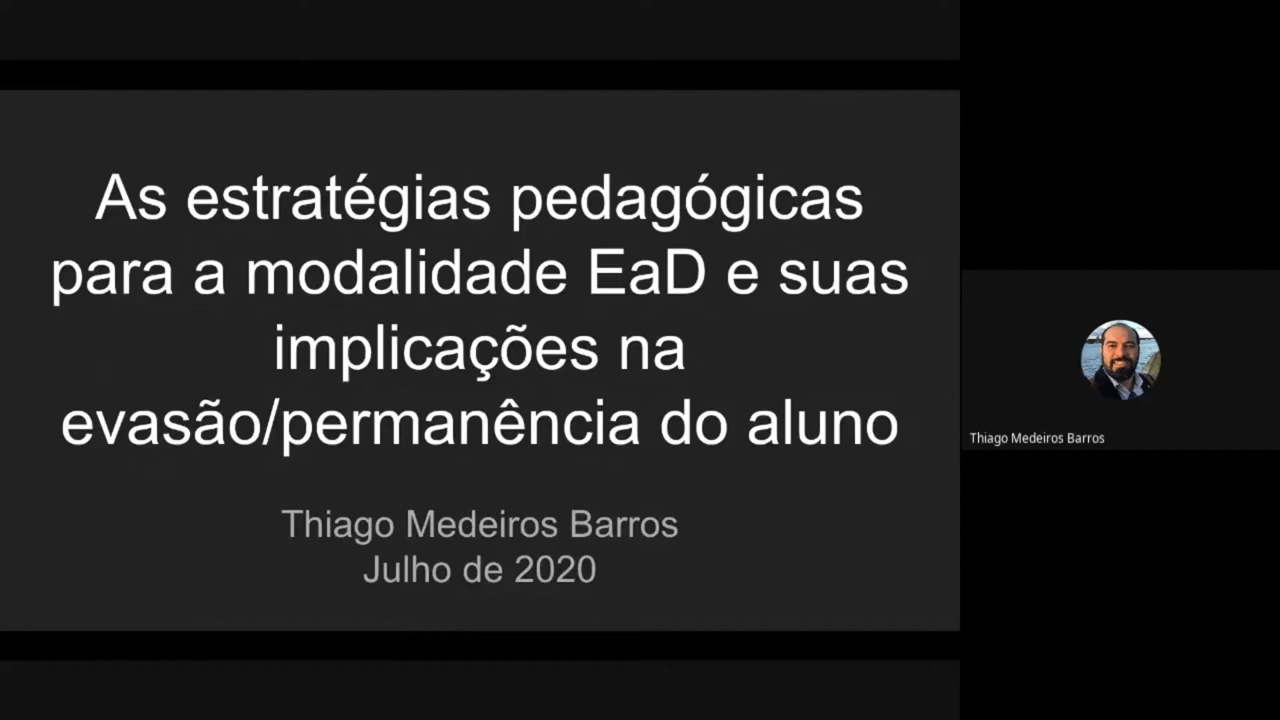 As estratégias pedagógicas
para a modalidade EaD e suas
implicações na
evasão/permanência do aluno
Thiago Medeiros Barros
Julho de 2020
Thiago Medeiros Barros